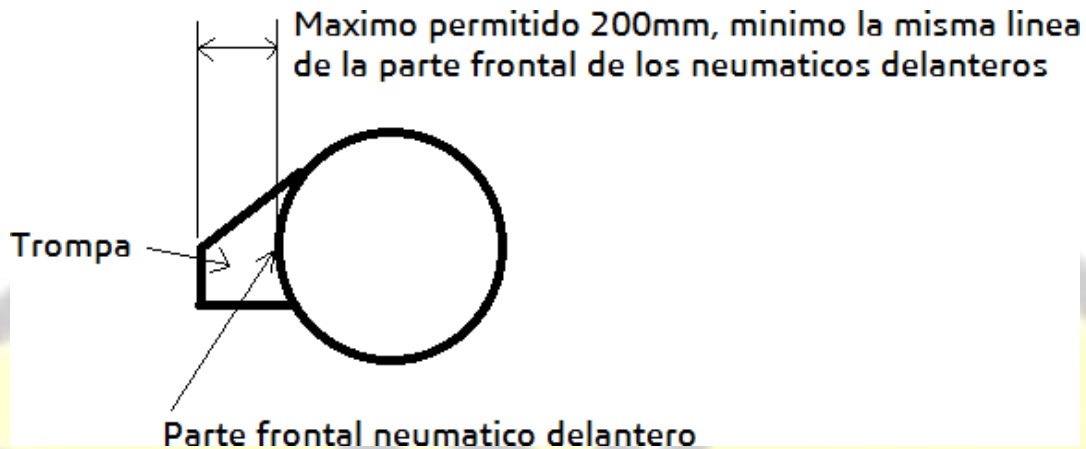 Maximo permitido 200mm, minimo la misma linea
de la parte frontal de los neumaticos delanteros
Trompa
Parte frontal neumatico delantero